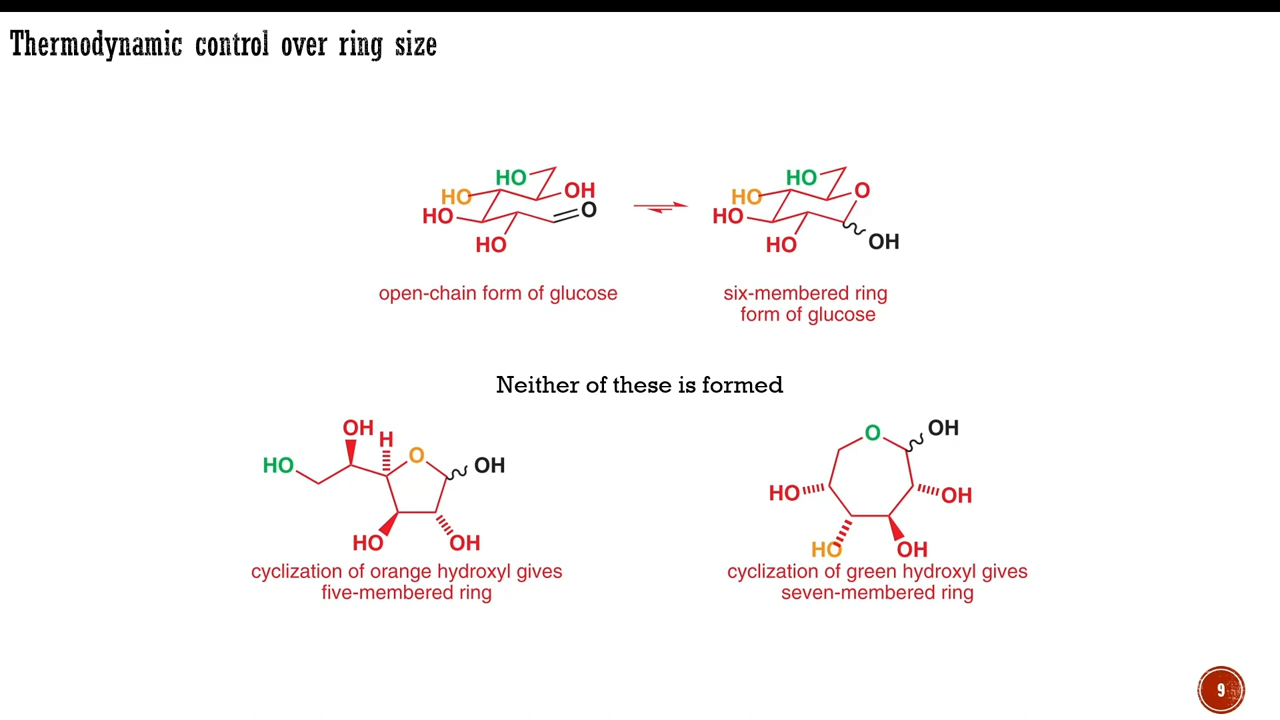 Thermodynamic control over ring size
HO
HO
OH
HO
O
HO
open-chain form of glucose
HO
HO
O
HO
HO
OH
six-membered ring
form of glucose
Neither of these is formed
OH
H
HO
O
OH
HO
OH
cyclization of orange hydroxyl gives
five-membered ring
O
OH
HO
OH
HO
OH
cyclization of green hydroxyl gives
seven-membered ring
9